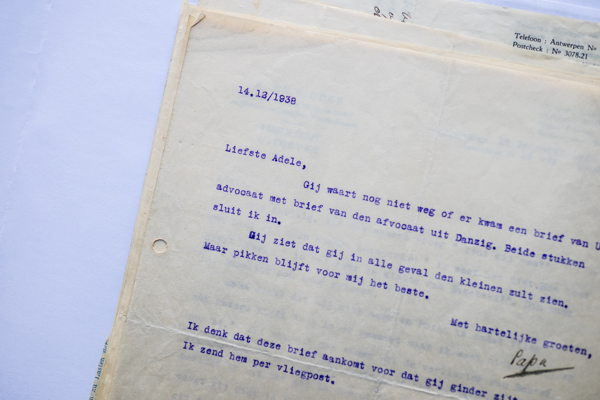 Telefoon : Antwerpen No
Postcheck : No 3078.21
14.12/1938
Liefste Adele,
Gij waart nog niet weg of er kwam een brief van U
advocaat met brief van den afvocaat uit Danzig. Beide stukken
sluit ik in.
Gij ziet dat gij in alle geval den kleinen zult zien.
Maar pikken blijft voor mij het beste.
Met hartelijke groeten,
Papa
Ik denk dat deze brief aankomt voor dat gij ginder zijt
Ik zend hem per vliegpost.